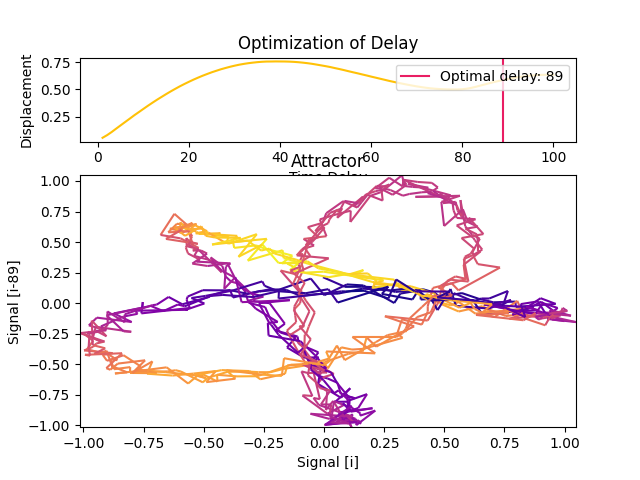 Optimization of Delay
Displacement
0.75
0.50
0.25
Optimal delay: 89
0 20 40 60 80 100
Time Delay
Attractor
Signal [i-89]
1.00
0.75
0.50
0.25
0.00
−0.25
−0.50
−0.75
−1.00
−1.00 −0.75 −0.50 −0.25 0.00 0.25 0.50 0.75 1.00
Signal [i]